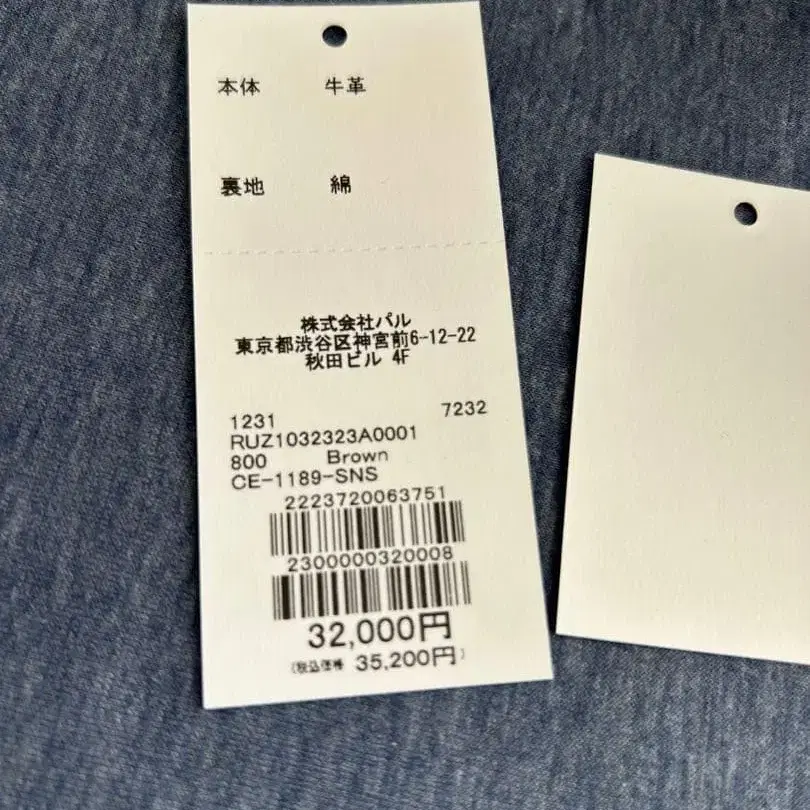 本体 牛革
裏地 綿
株式会社パル
東京都渋谷区神宮前6-12-22
秋田ビル 4F
1231 7232
RUZ1032323A0001
800 Brown
CE-1189-SNS
2223720063751
2300000320008
32,000円
(税込価格 35,200円)